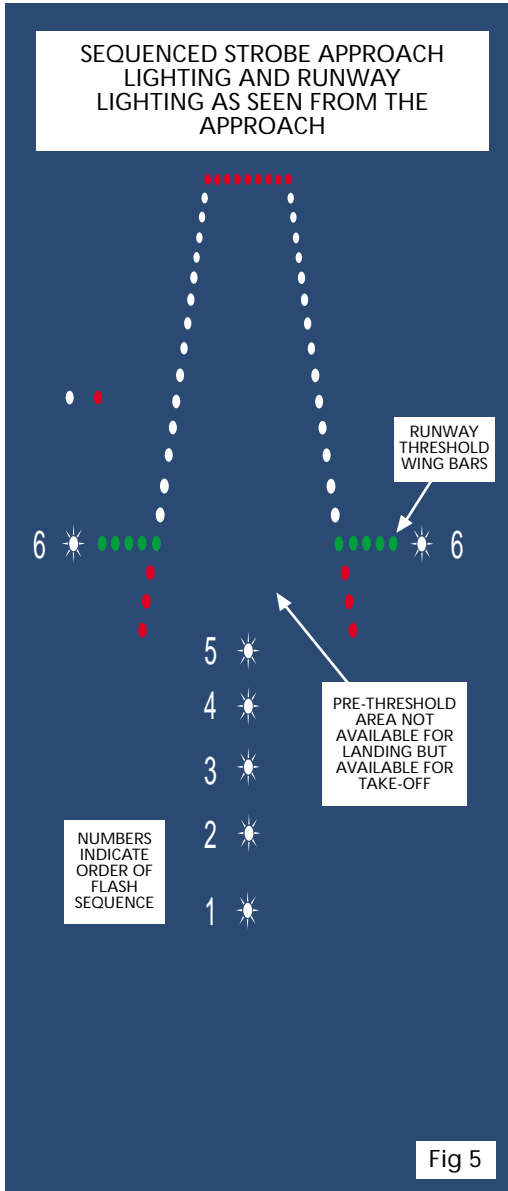 SEQUENCED STROBE APPROACH
LIGHTING AND RUNWAY
LIGHTING AS SEEN FROM THE
APPROACH
RUNWAY
THRESHOLD
WING BARS
6
6
5
4
PRE-THRESHOLD
AREA NOT
AVAILABLE FOR
LANDING BUT
AVAILABLE FOR
TAKE-OFF
3
2
NUMBERS
INDICATE
ORDER OF
FLASH
SEQUENCE
1
Fig 5